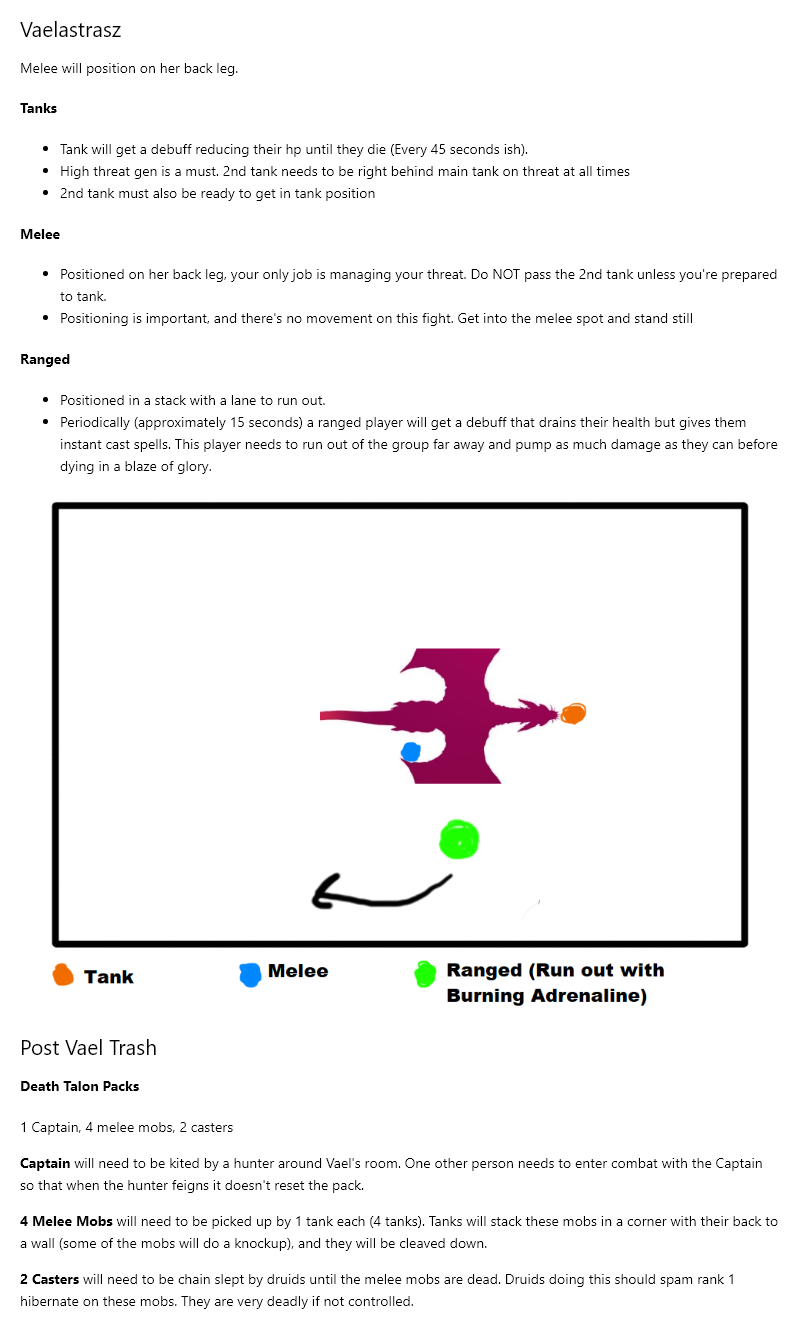 Vaelastrasz
Melee will position on her back leg.
Tanks
Tank will get a debuff reducing their hp until they die (Every 45 seconds ish).
High threat gen is a must. 2nd tank needs to be right behind main tank on threat at all times
2nd tank must also be ready to get in tank position
Melee
Positioned on her back leg, your only job is managing your threat. Do NOT pass the 2nd tank unless you're prepared
to tank.
Positioning is important, and there's no movement on this fight. Get into the melee spot and stand still
Ranged
Positioned in a stack with a lane to run out.
Periodically (approximately 15 seconds) a ranged player will get a debuff that drains their health but gives them
instant cast spells. This player needs to run out of the group far away and pump as much damage as they can before
dying in a blaze of glory.
Tank
Melee
Ranged (Run out with
Burning Adrenaline)
Post Vael Trash
Death Talon Packs
1 Captain, 4 melee mobs, 2 casters
Captain will need to be kited by a hunter around Vael's room. One other person needs to enter combat with the Captain
so that when the hunter feigns it doesn't reset the pack.
4 Melee Mobs will need to be picked up by 1 tank each (4 tanks). Tanks will stack these mobs in a corner with their back to
a wall (some of the mobs will do a knockup), and they will be cleaved down.
2 Casters will need to be chain slept by druids until the melee mobs are dead. Druids doing this should spam rank 1
hibernate on these mobs. They are very deadly if not controlled.